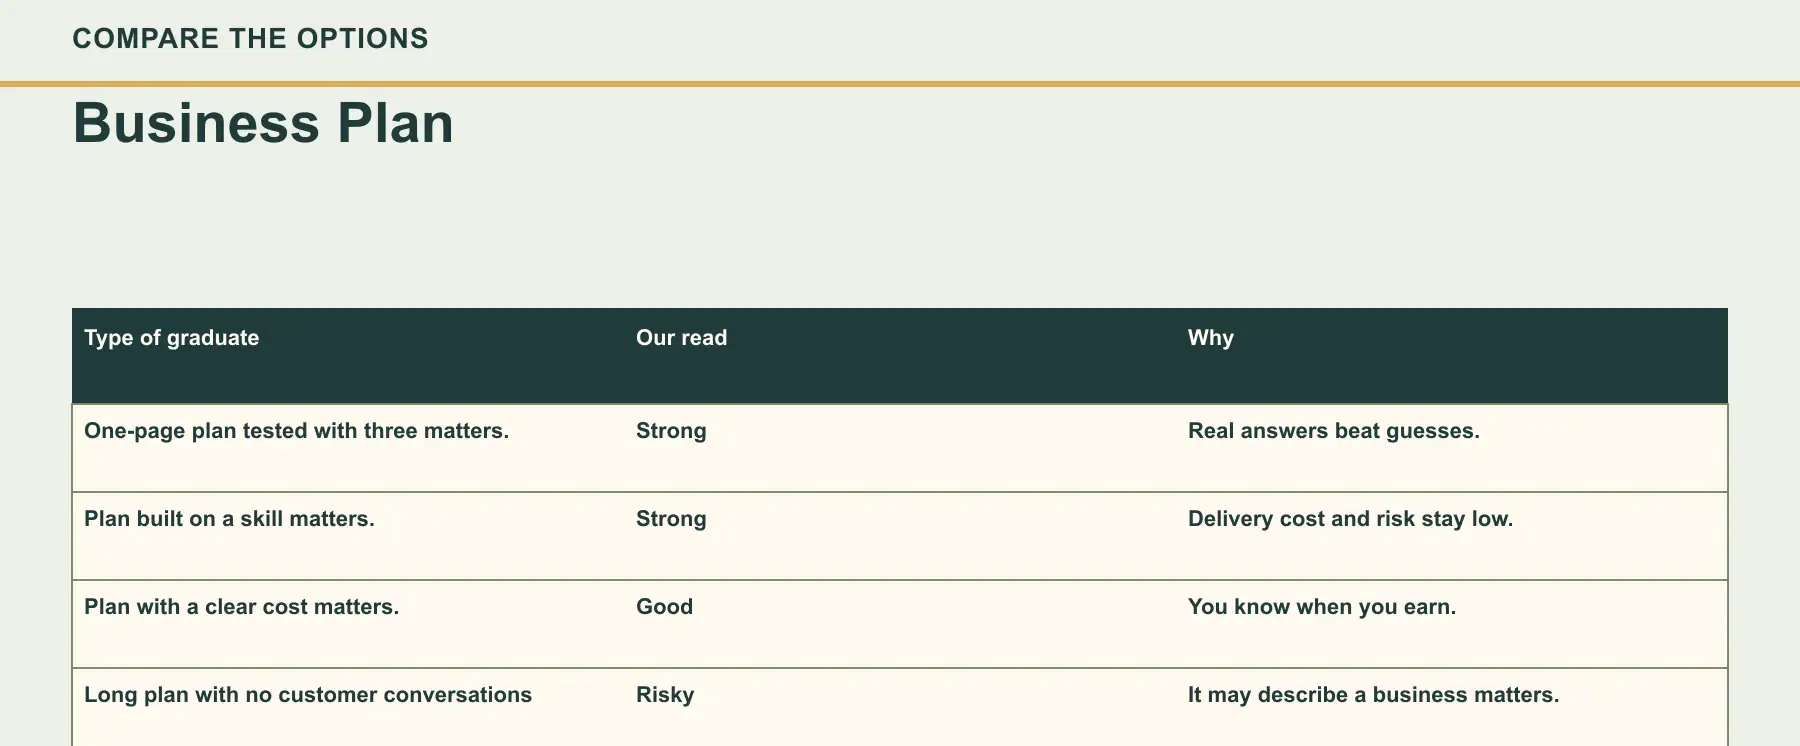 COMPARE THE OPTIONS
Business Plan
Type of graduate Our read Why
One-page plan tested with three matters. Strong Real answers beat guesses.
Plan built on a skill matters. Strong Delivery cost and risk stay low.
Plan with a clear cost matters. Good You know when you earn.
Long plan with no customer conversations Risky It may describe a business matters.